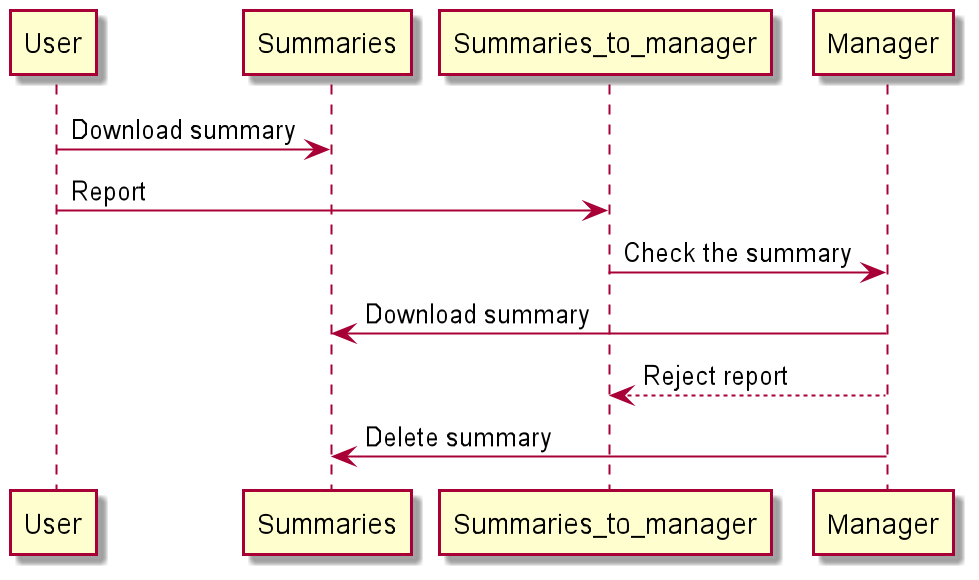 User
Summaries
Summaries_to_manager
Manager
Download summary
Report
Check the summary
Download summary
Reject report
Delete summary
User
Summaries
Summaries_to_manager
Manager